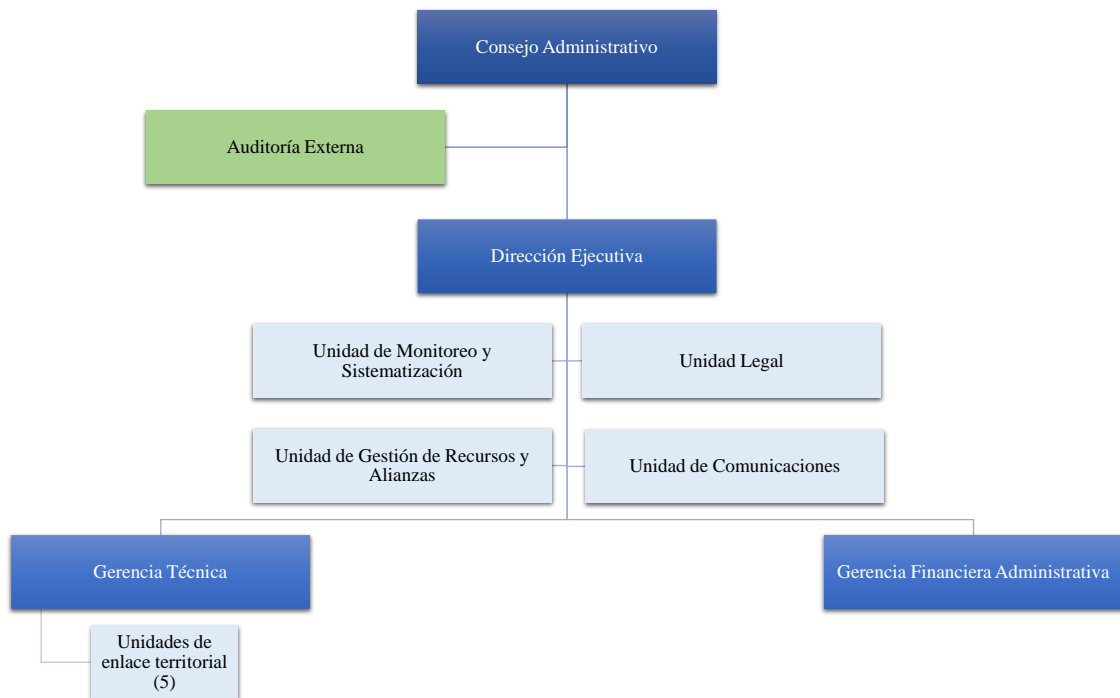 Consejo Administrativo
Auditoría Externa
Dirección Ejecutiva
Unidad de Monitoreo y
Sistematización
Unidad Legal
Unidad de Gestión de Recursos y
Alianzas
Unidad de Comunicaciones
Gerencia Técnica
Gerencia Financiera Administrativa
Unidades de
enlace territorial
(5)